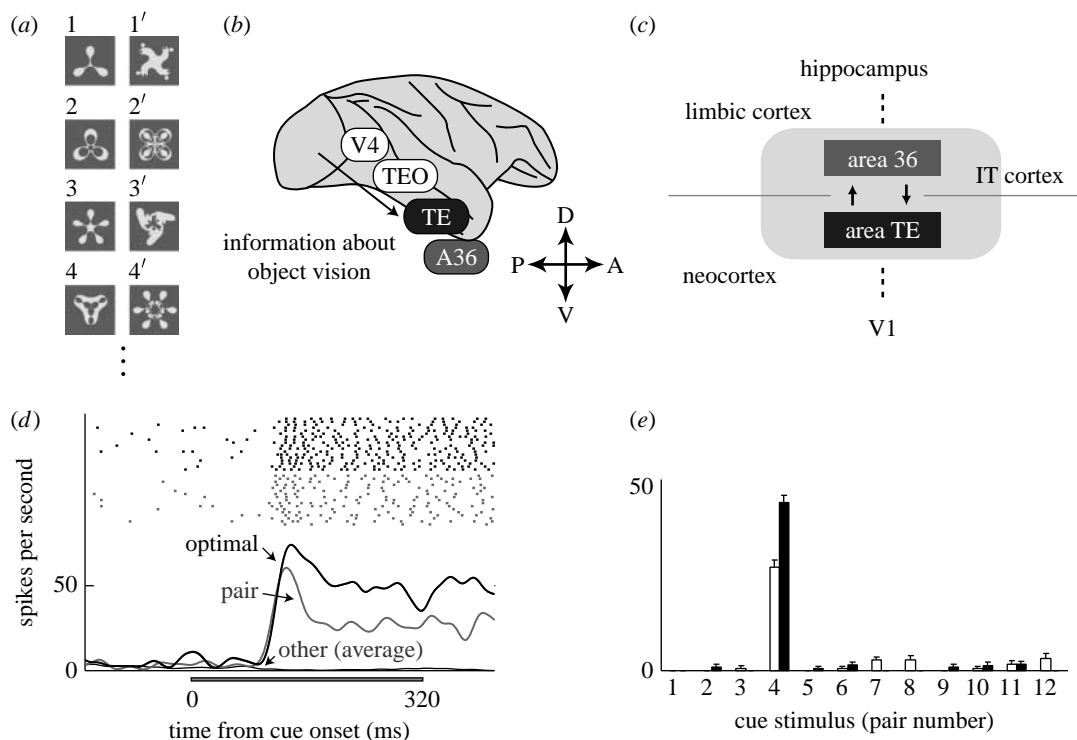 (a)
1 1′
2 2′
3 3′
4 4′
(b)
V4
TEO
TE
A36
information about
object vision
D
P A
V
(c)
hippocampus
limbic cortex
area 36
IT cortex
area TE
neocortex
V1
(d)
spikes per second
50
0
optimal
pair
other (average)
0 320
time from cue onset (ms)
(e)
50
0
1 2 3 4 5 6 7 8 9 10 11 12
cue stimulus (pair number)